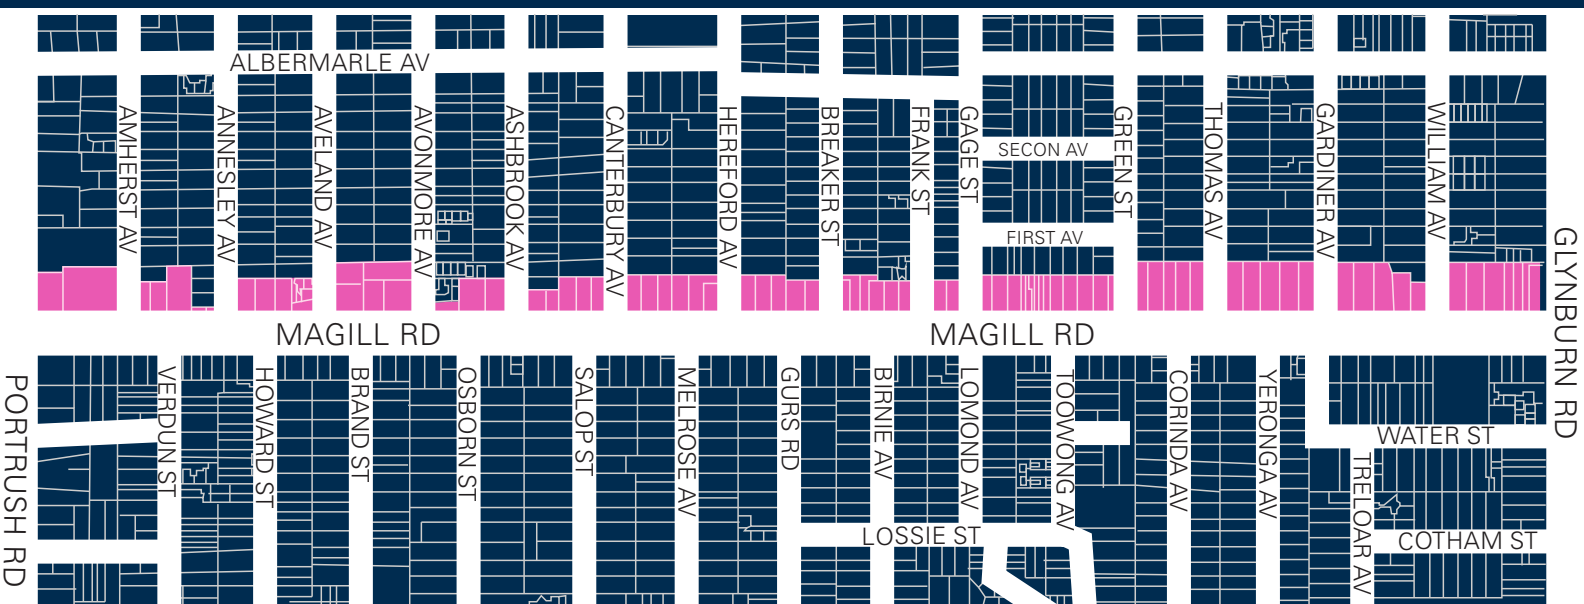 ALBERMARLE AV
AMHERST AV
ANNESLEY AV
AVELAND AV
AVONMORE AV
ASHBROOK AV
CANTERBURY AV
HEREFORD AV
BREAKER ST
FRANK ST
GAGE ST
SECON AV
FIRST AV
GREEN ST
THOMAS AV
GARDINER AV
WILLIAM AV
GLYNBURN RD
MAGILL RD
MAGILL RD
PORTRUSH RD
VERDUN ST
HOWARD ST
BRAND ST
OSBORN ST
SALOP ST
MELROSE AV
GURS RD
BIRNIE AV
LOMOND AV
TOOWONG AV
CORINDA AV
YERONGA AV
WATER ST
TRELOAR AV
LOSSIE ST
COTHAM ST